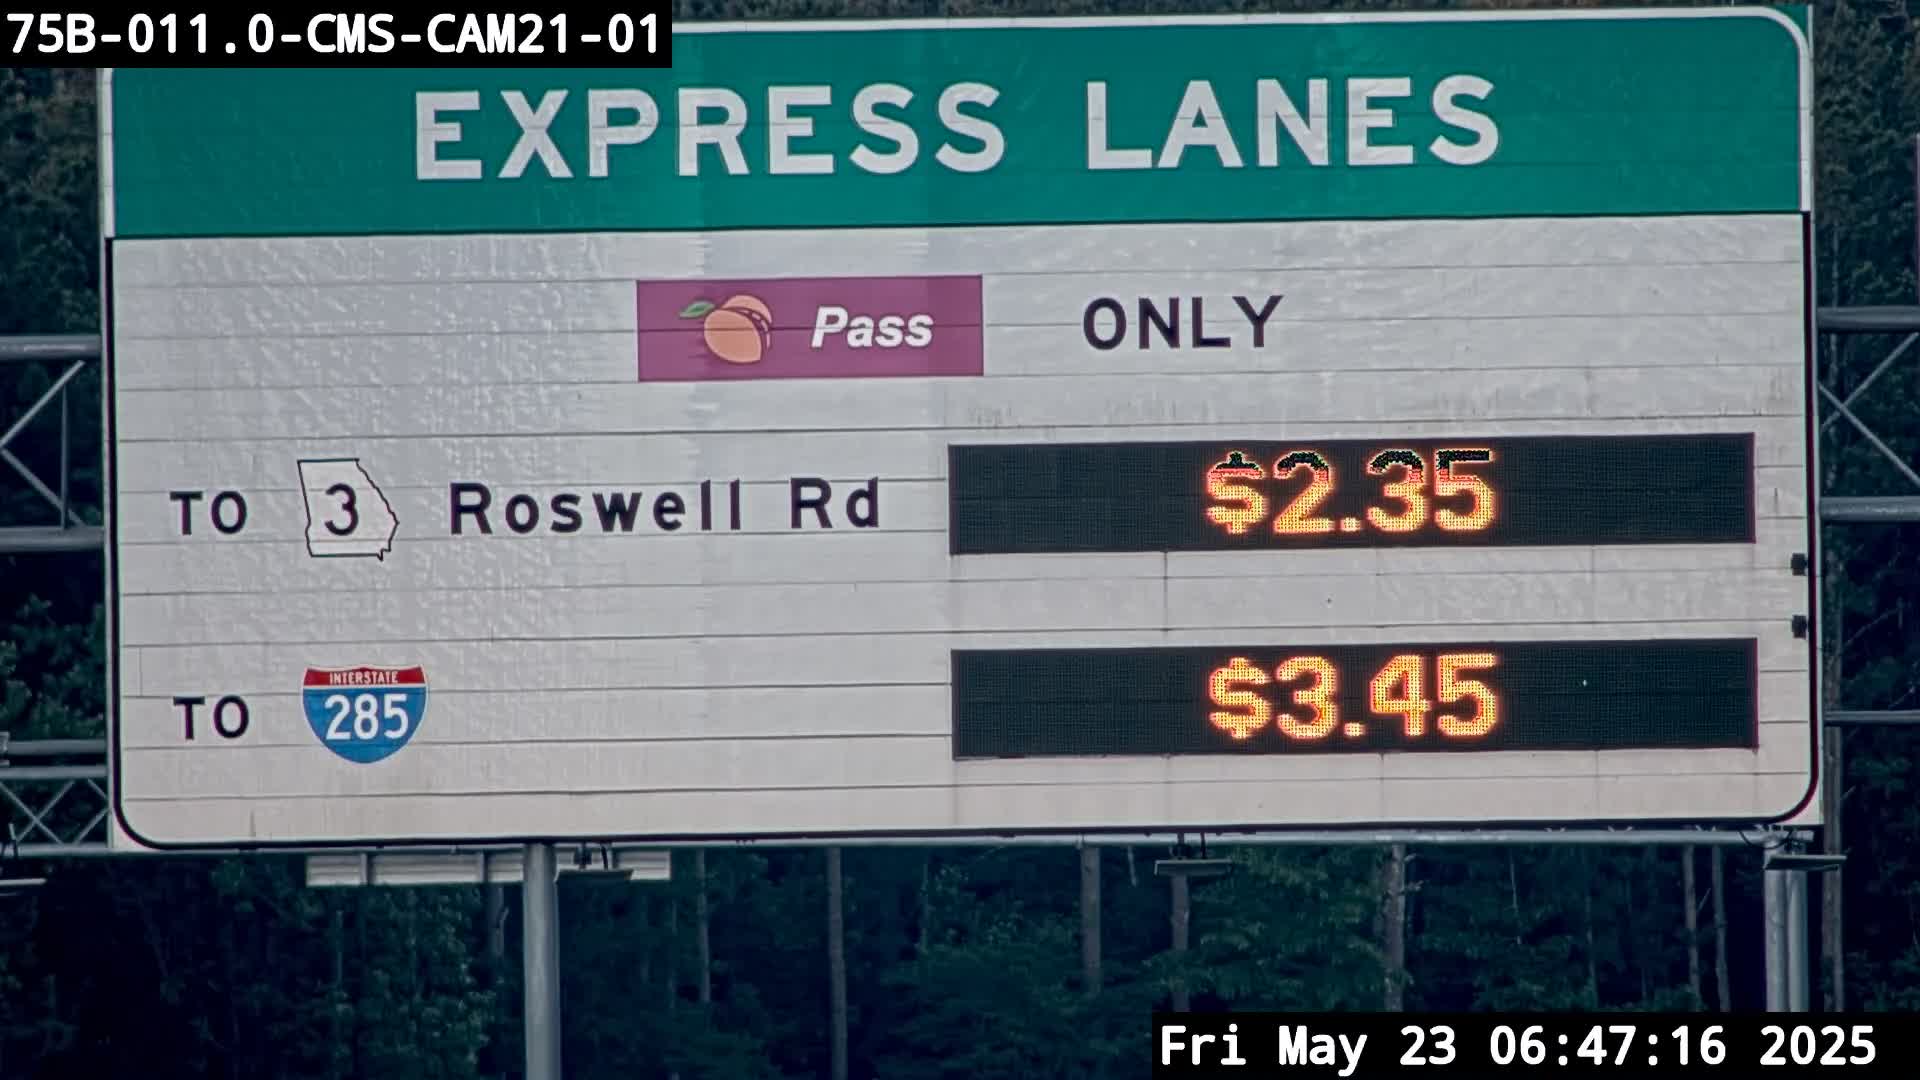 75B-011.0-CMS-CAM21-01
EXPRESS LANES
Pass ONLY
TO 3 Roswell Rd $2.35
INTERSTATE
TO 285 $3.45
Fri May 23 06:47:16 2025